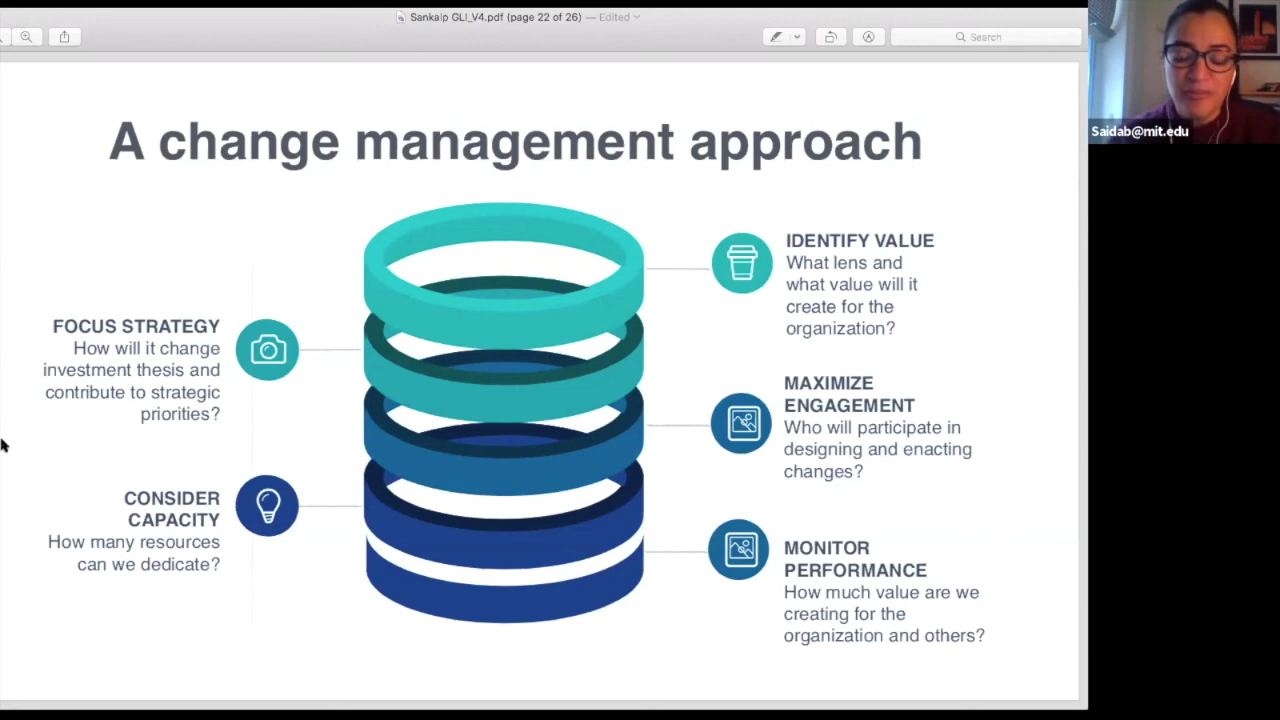 Sankalp GLI_V4.pdf (page 22 of 26) — Edited
Search
Saidab@mit.edu
A change management approach
IDENTIFY VALUE
What lens and
what value will it
create for the
organization?
FOCUS STRATEGY
How will it change
investment thesis and
contribute to strategic
priorities?
MAXIMIZE
ENGAGEMENT
Who will participate in
designing and enacting
changes?
CONSIDER
CAPACITY
How many resources
can we dedicate?
MONITOR
PERFORMANCE
How much value are we
creating for the
organization and others?